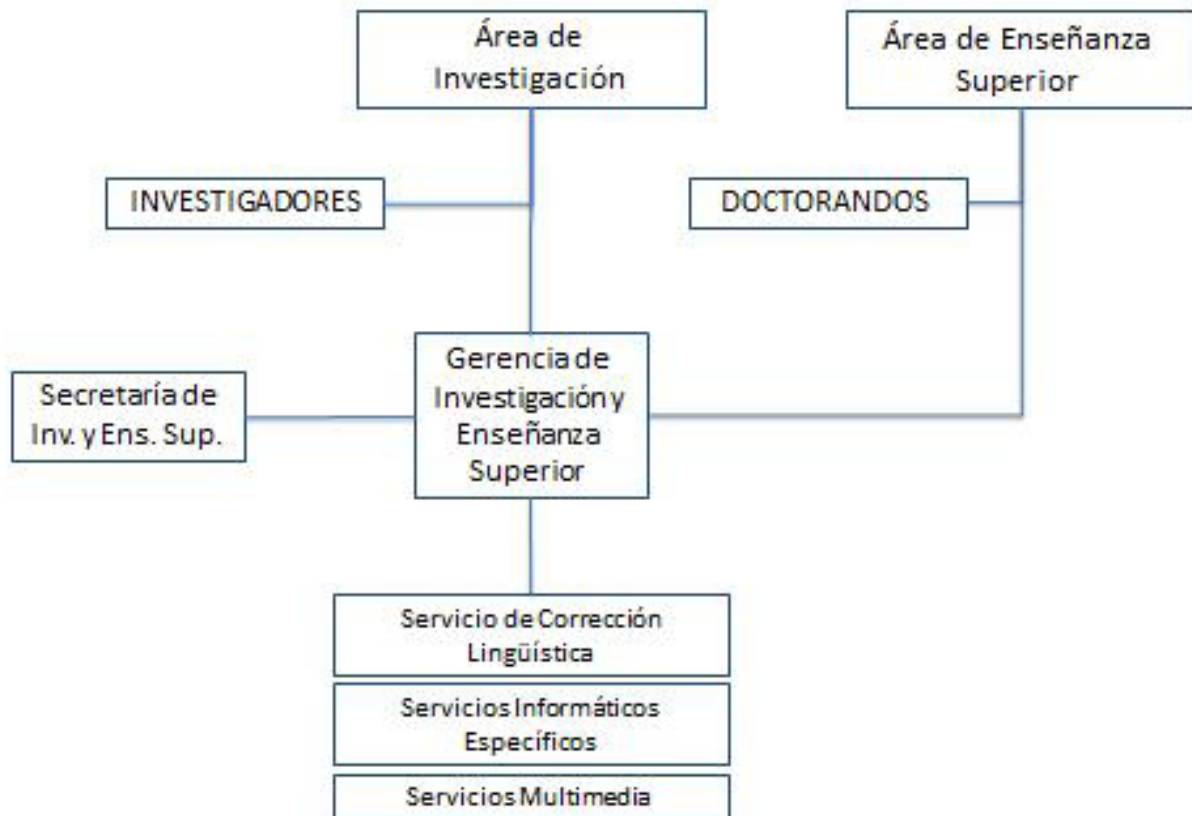 Área de
Investigación
Área de Enseñanza
Superior
INVESTIGADORES
DOCTORANDOS
Gerencia de
Investigación y
Enseñanza
Superior
Secretaría de
Inv. y Ens. Sup.
Servicio de Corrección
Lingüística
Servicios Informáticos
Específicos
Servicios Multimedia